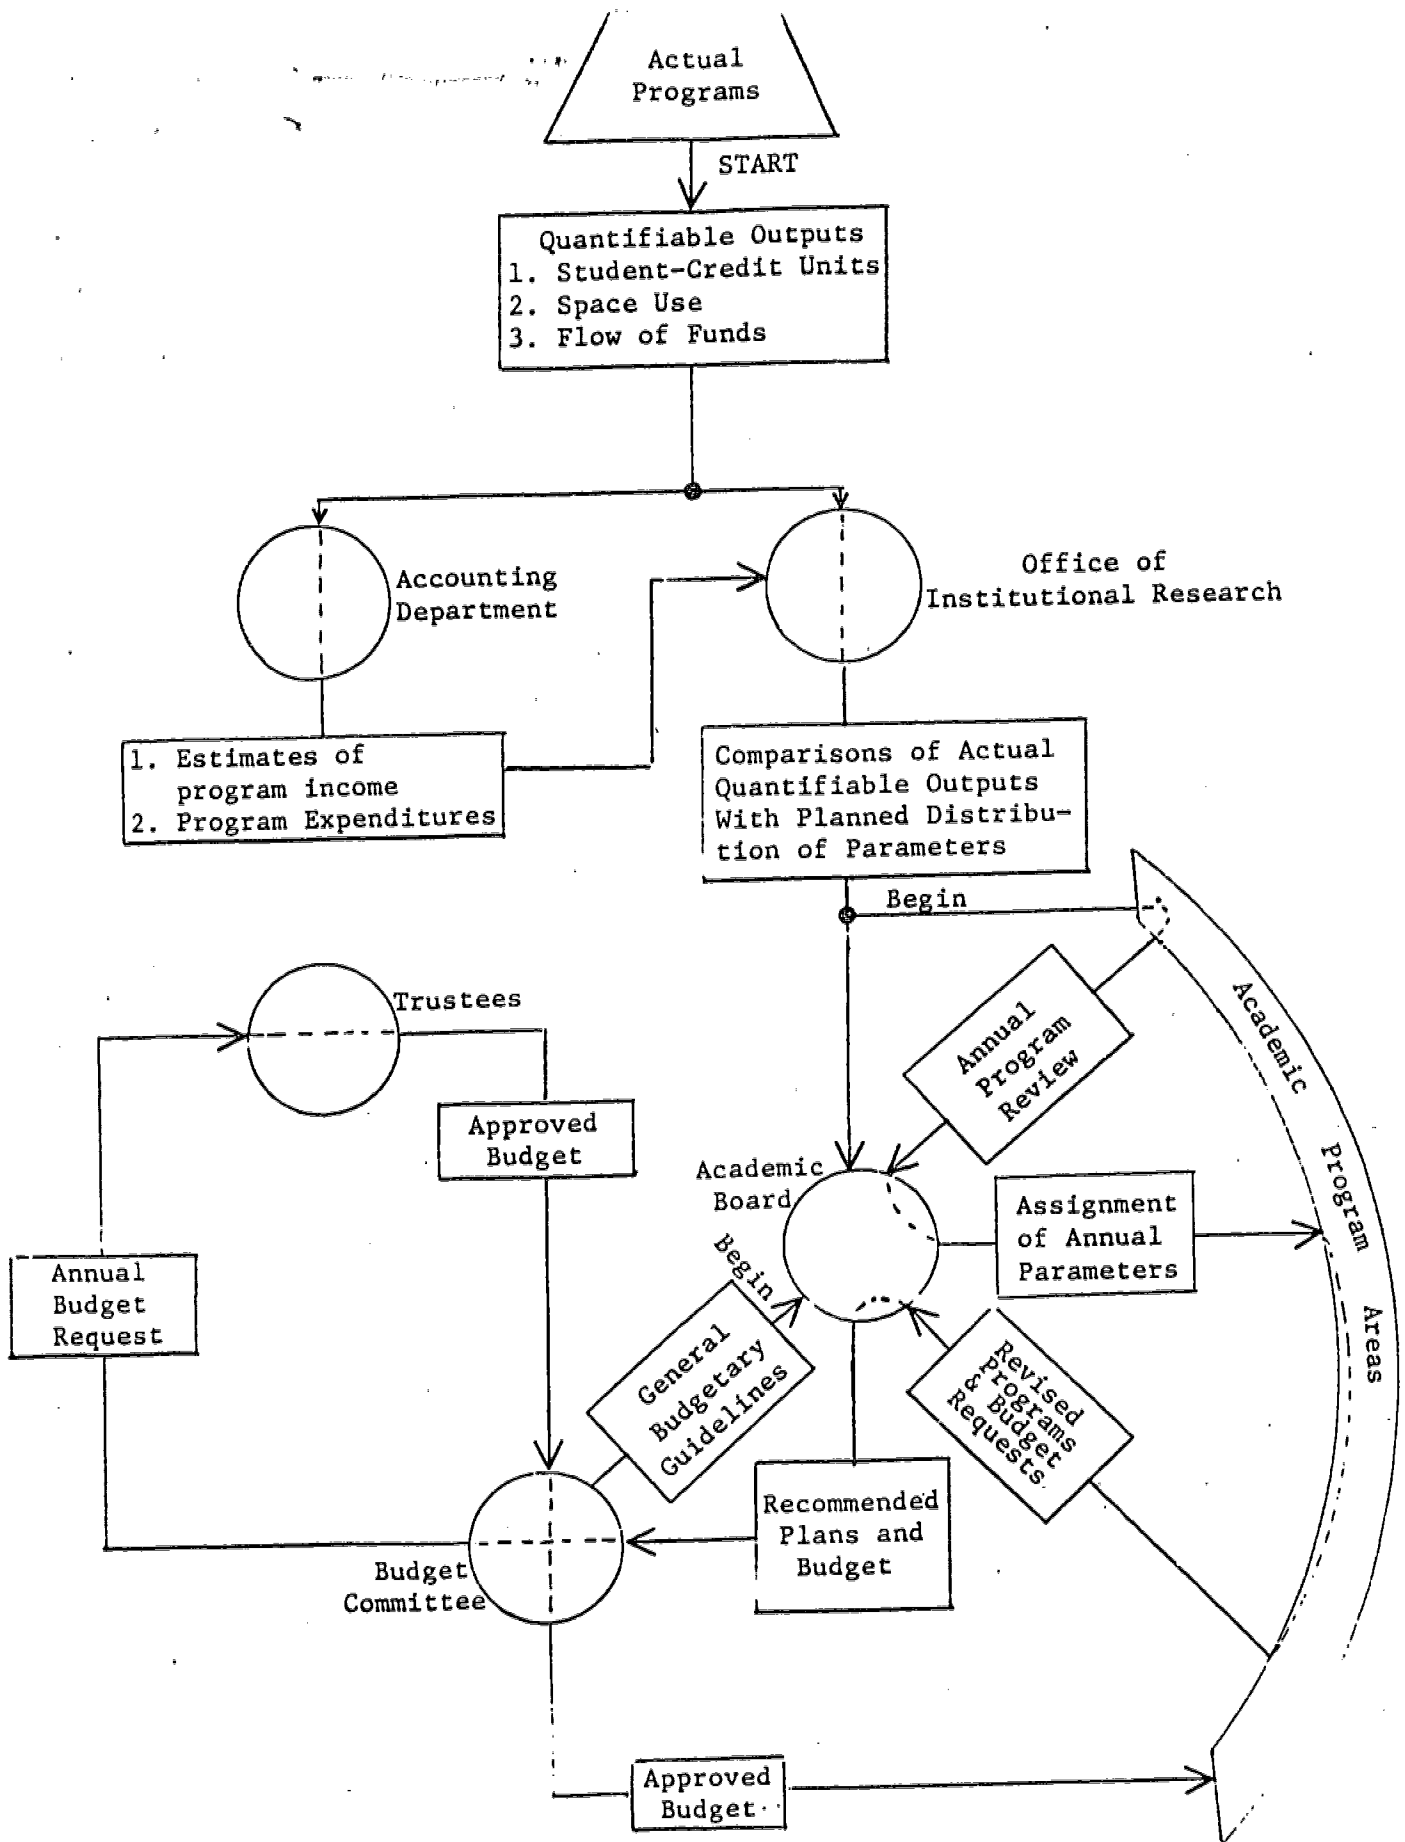 Actual
Programs
START
Quantifiable Outputs
1. Student-Credit Units
2. Space Use
3. Flow of Funds
Accounting
Department
Office of
Institutional Research
1. Estimates of
program income
2. Program Expenditures
Comparisons of Actual
Quantifiable Outputs
With Planned Distribu-
tion of Parameters
Begin
Annual
Program
Review
Academic Program Areas
Trustees
Approved
Budget
Academic
Board
Assignment
of Annual
Parameters
Annual
Budget
Request
Begin
General
Budgetary
Guidelines
Revised
Programs
& Budget
Requests
Recommended
Plans and
Budget
Budget
Committee
Approved
Budget